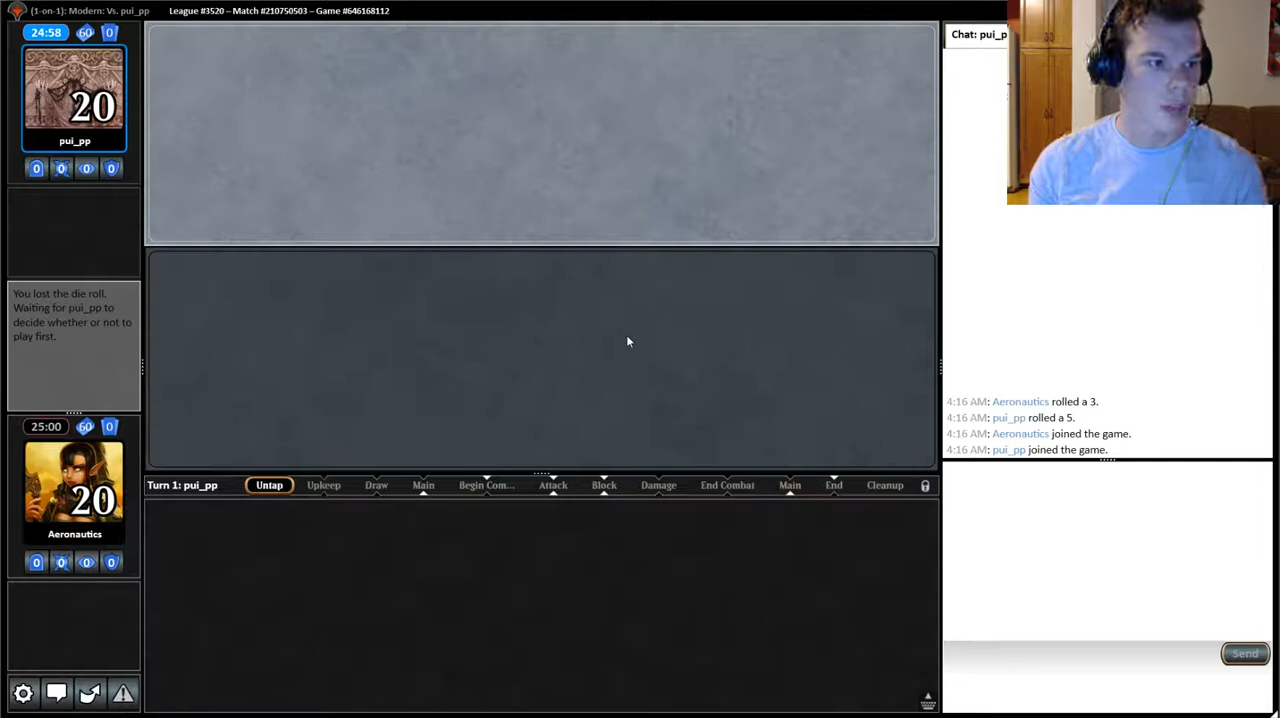 (1-on-1): Modern: Vs. pui_pp
League #3520 – Match #210750503 – Game #646168112
24:58
60
0
20
pui_pp
0
0
0
0
You lost the die roll.
Waiting for pui_pp to
decide whether or not to
play first.
25:00
60
0
20
Aeronautics
0
0
0
0
Turn 1: pui_pp
Untap
Upkeep
Draw
Main
Begin Com...
Attack
Block
Damage
End Combat
Main
End
Cleanup
Chat: pui_p
4:16 AM: Aeronautics rolled a 3.
4:16 AM: pui_pp rolled a 5.
4:16 AM: Aeronautics joined the game.
4:16 AM: pui_pp joined the game.
Send